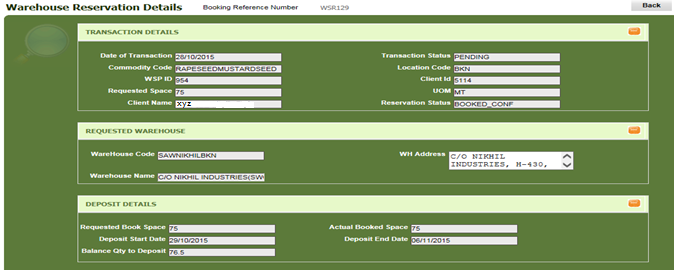 Warehouse Reservation Details Booking Reference Number WSR129 Back
TRANSACTION DETAILS
Date of Transaction 26/10/2015 Transaction Status PENDING
Commodity Code RAPESEEDMUSTARDSEED Location Code BKN
WSP ID 954 Client Id 5114
Requested Space 75 UOM MT
Client Name xyz Reservation Status BOOKED_CONF
REQUESTED WAREHOUSE
WareHouse Code SAWNIKHILBKN WH Address C/O NIKHIL
INDUSTRIES, H-430,
Warehouse Name C/O NIKHIL INDUSTRIES(SW
DEPOSIT DETAILS
Requested Book Space 75 Actual Booked Space 75
Deposit Start Date 29/10/2015 Deposit End Date 06/11/2015
Balance Qty to Deposit 76.5